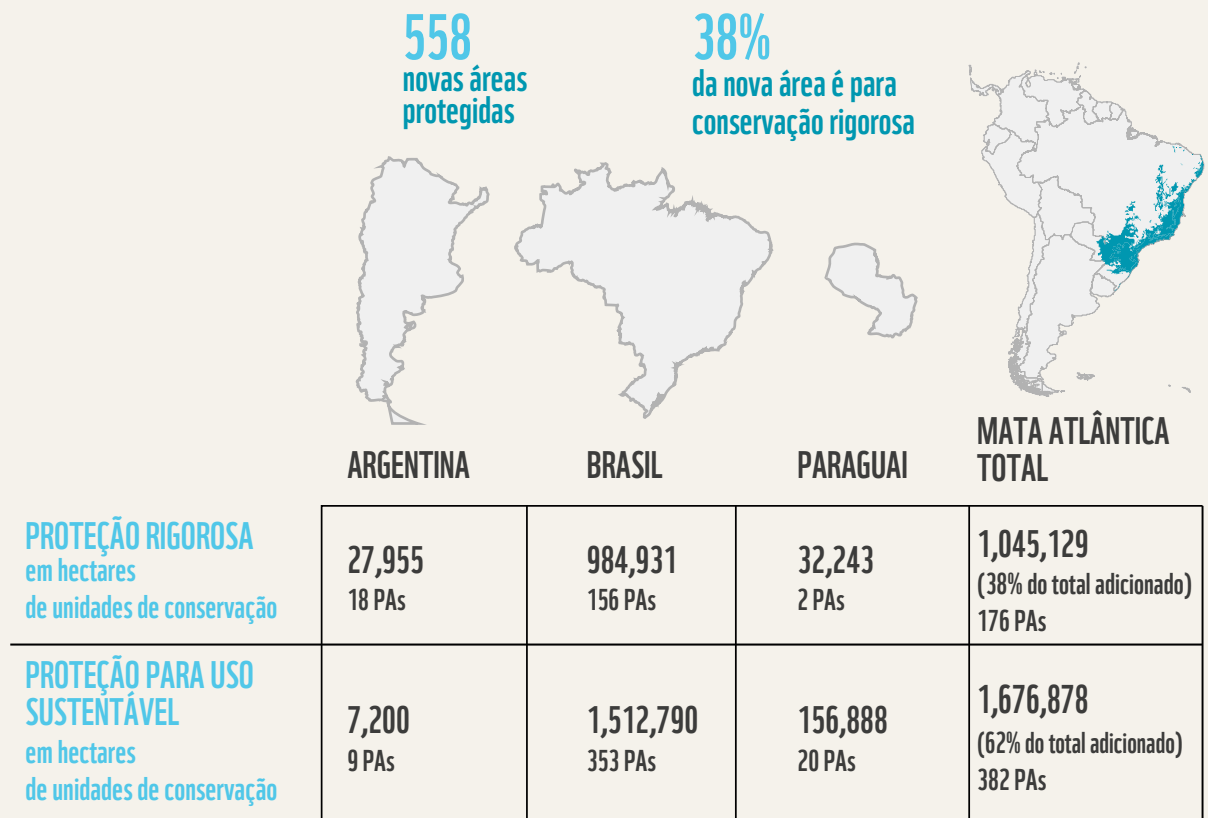 558
novas áreas
protegidas
38%
da nova área é para
conservação rigorosa
ARGENTINA
BRASIL
PARAGUAI
MATA ATLÂNTICA
TOTAL
PROTEÇÃO RIGOROSA
em hectares
de unidades de conservação
27,955
18 PAs
984,931
156 PAs
32,243
2 PAs
1,045,129
(38% do total adicionado)
176 PAs
PROTEÇÃO PARA USO
SUSTENTÁVEL
em hectares
de unidades de conservação
7,200
9 PAs
1,512,790
353 PAs
156,888
20 PAs
1,676,878
(62% do total adicionado)
382 PAs